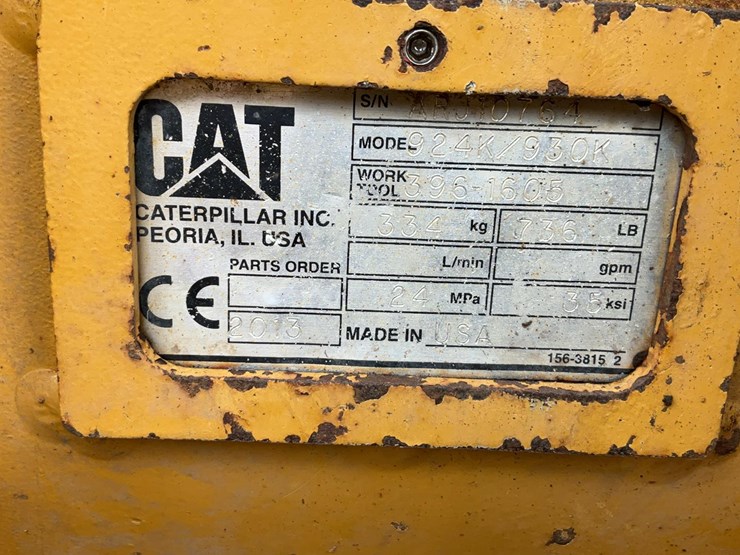 CAT
CATERPILLAR INC.
PEORIA, IL. USA
S/N
MODEL 924K/930K
WORK TOOL 396-1605
334 kg 736 LB
L/min gpm
PARTS ORDER
24 MPa 35 ksi
CE
2013 MADE IN USA
156-3815 2